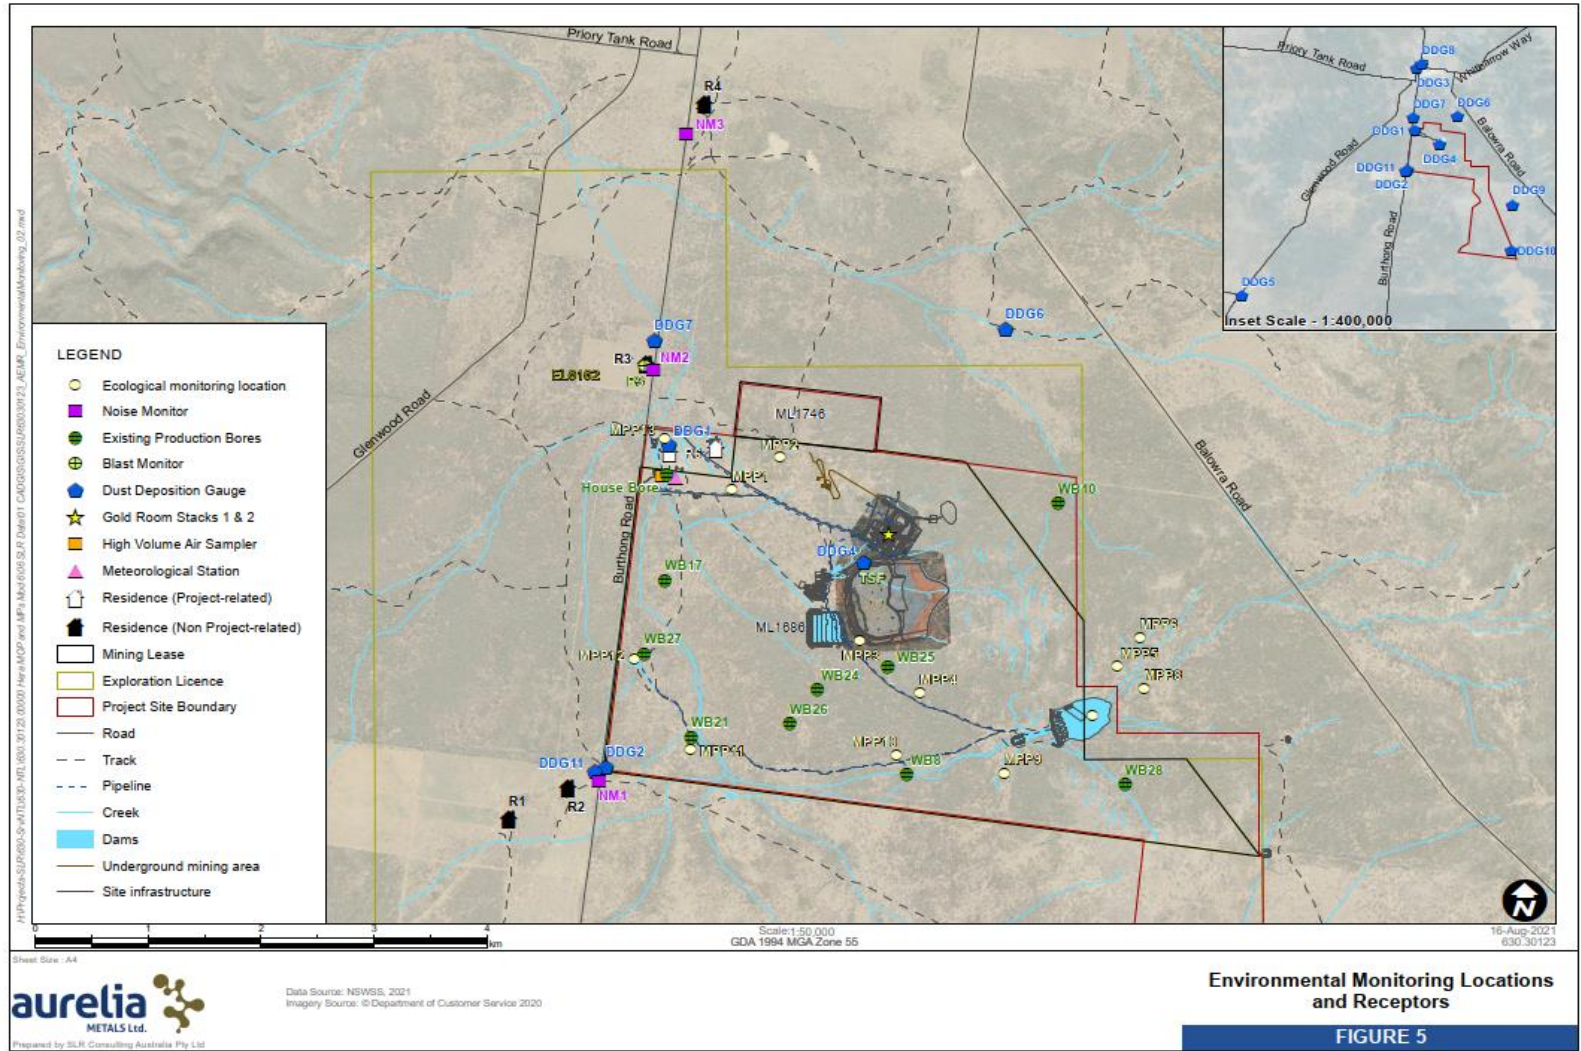 Priory Tank Road
R4
NM3
DDG7
DDG6
R3
NM2
EL6162
Glenwood Road
ML1746
MPP13
DDG1
MPP2
House Bore
MPP1
WB10
Balowra Road
Burthong Road
DDG4
TSF
WB17
ML1686
MPP6
WB27
MPP12
MPP3
WB25
MPP5
WB24
MPP4
MPP8
WB26
WB21
MPP11
WB8
MPP9
WB28
DDG11
DDG2
NM1
R2
R1
Priory Tank Road
DDG8
DDG3
DDG7
DDG6
DDG1
DDG4
Balowra Road
Glenwood Road
DDG11
DDG2
DDG9
Burthong Road
DDG10
DDG5
Inset Scale - 1:400,000
LEGEND
Ecological monitoring location
Noise Monitor
Existing Production Bores
Blast Monitor
Dust Deposition Gauge
Gold Room Stacks 1 & 2
High Volume Air Sampler
Meteorological Station
Residence (Project-related)
Residence (Non Project-related)
Mining Lease
Exploration Licence
Project Site Boundary
Road
Track
Pipeline
Creek
Dams
Underground mining area
Site infrastructure
0 1 2 3 4
km
Scale:1:50,000
GDA 1994 MGA Zone 55
N
16-Aug-2021
630.30123
Sheet Size : A4
aurelia
METALS Ltd.
Prepared by SLR Consulting Australia Pty Ltd
Data Source: NSWSS, 2021
Imagery Source: © Department of Customer Service 2020
Environmental Monitoring Locations
and Receptors
FIGURE 5